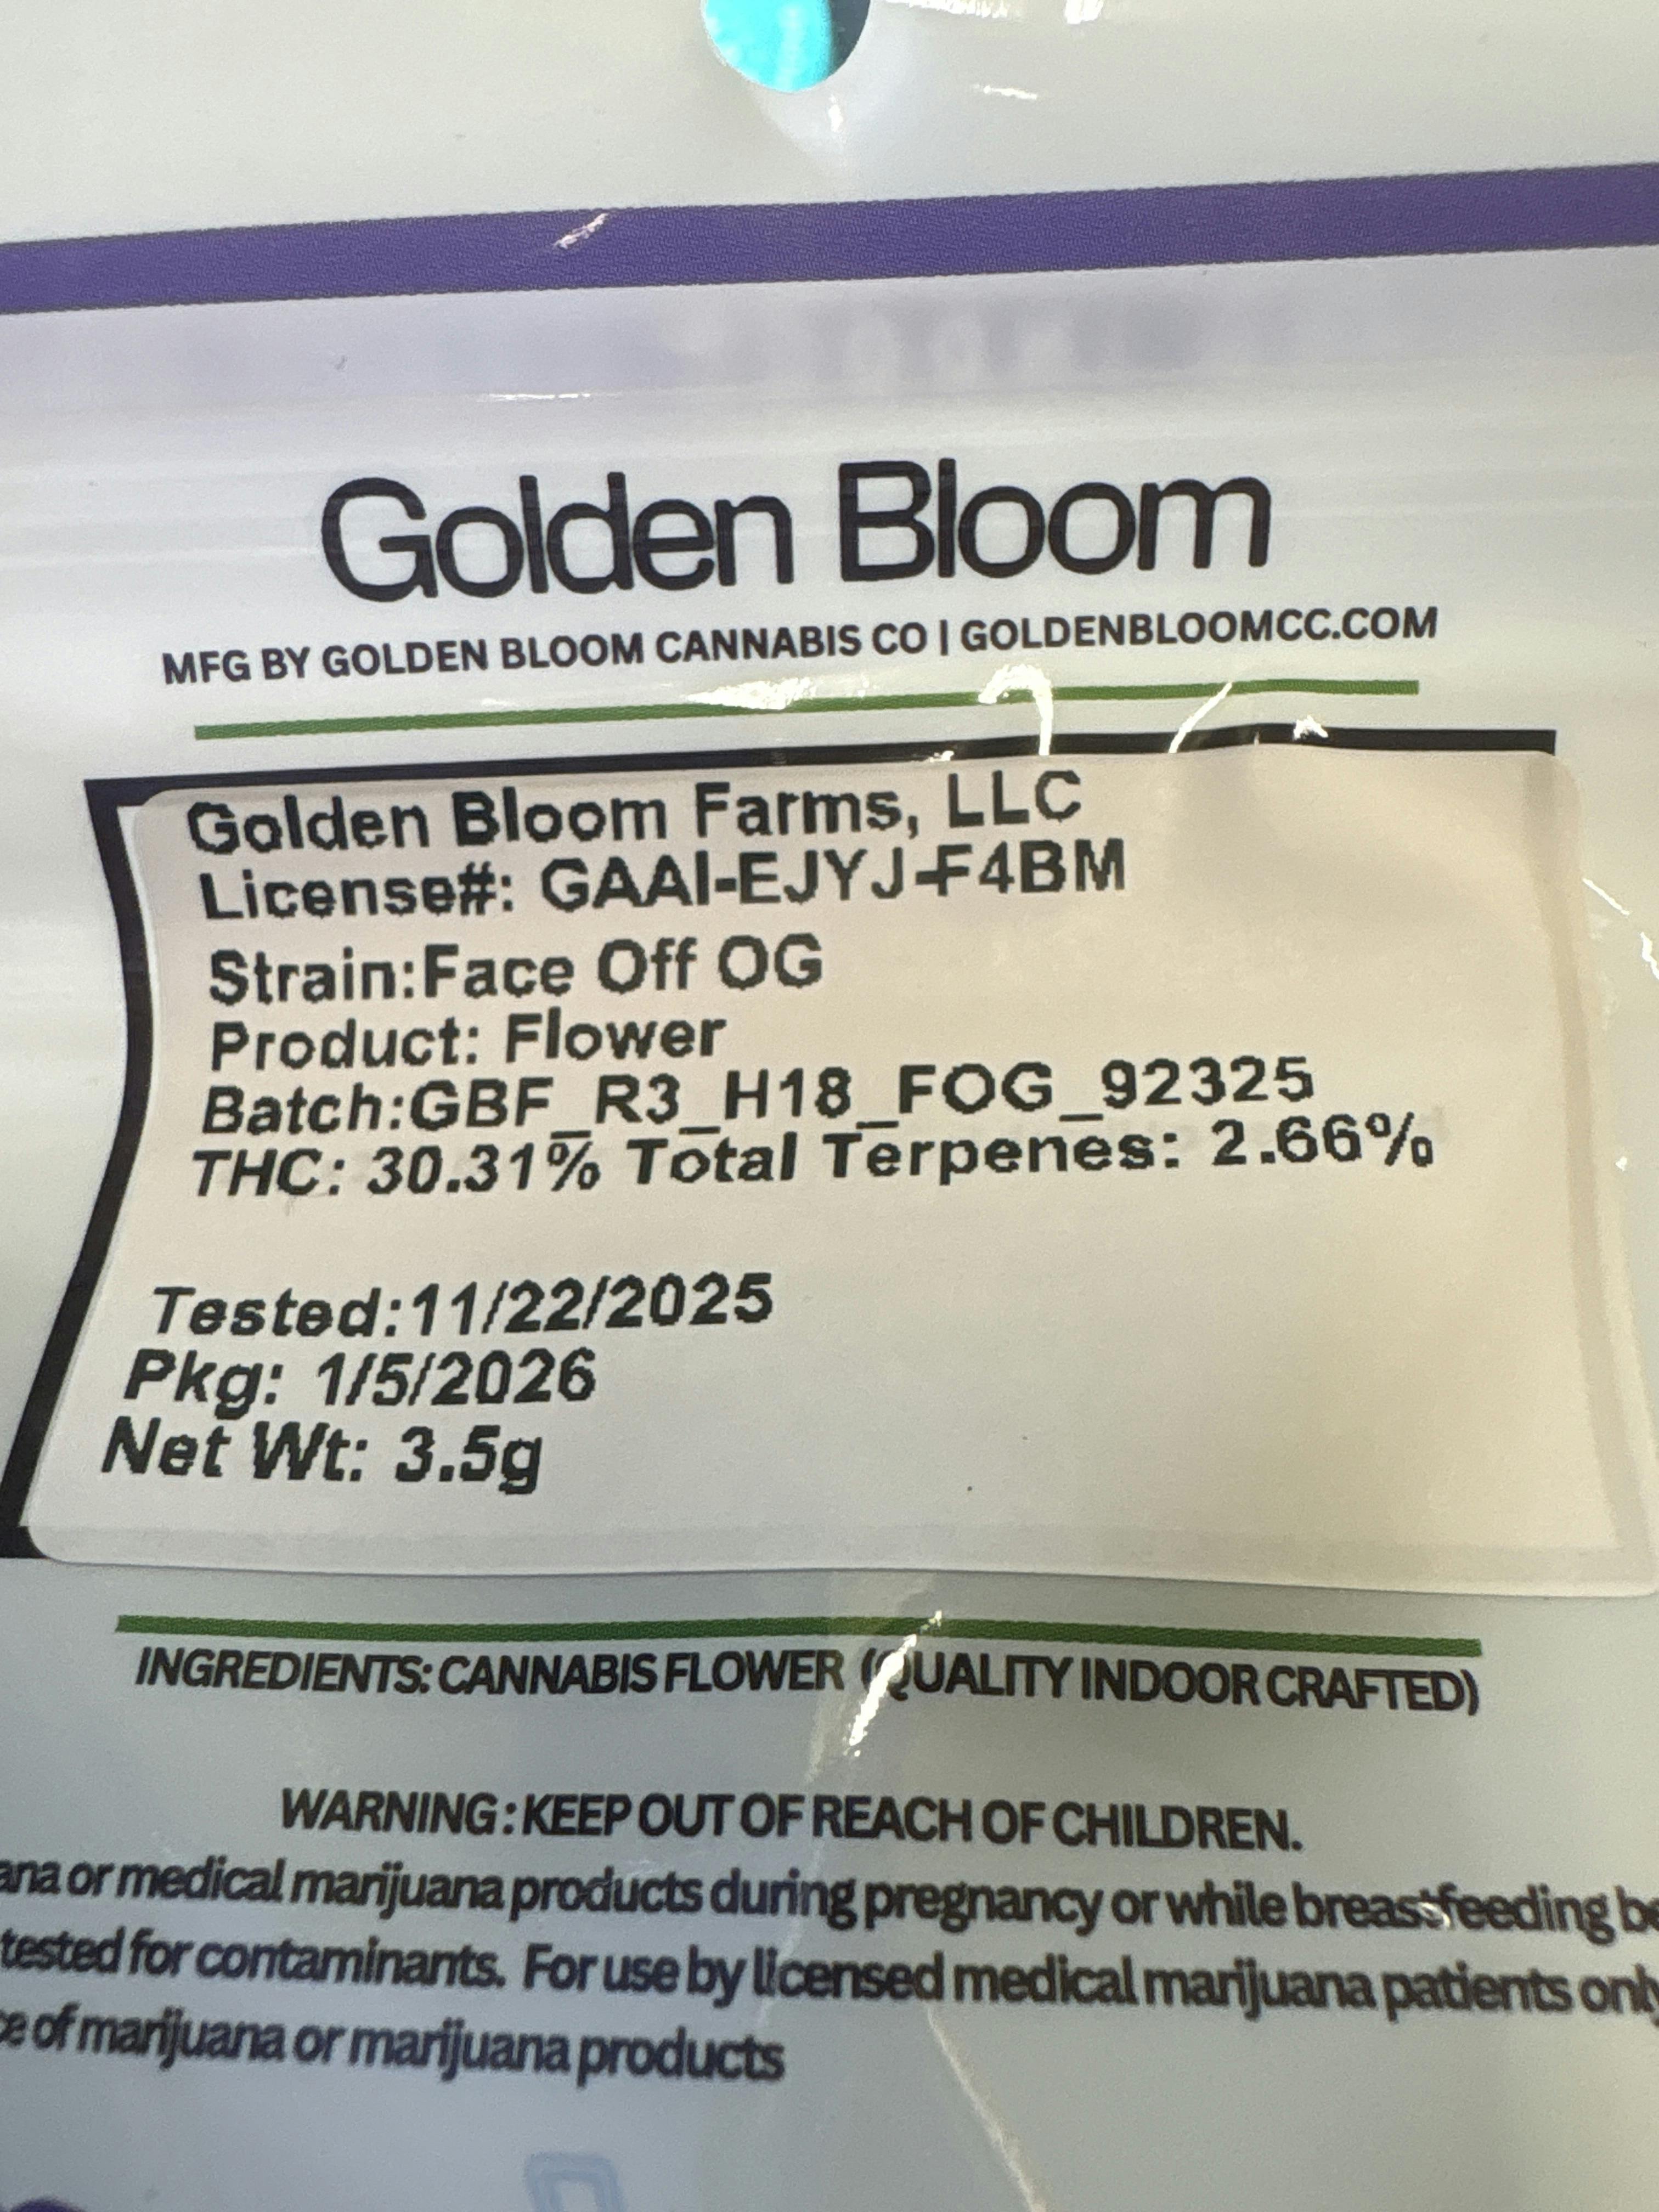 Golden Bloom
MFG BY GOLDEN BLOOM CANNABIS CO | GOLDENBLOOMCC.COM
Golden Bloom Farms, LLC
License#: GAAI-EJYJ-F4BM
Strain:Face Off OG
Product: Flower
Batch:GBF_R3_H18_FOG_92325
THC: 30.31% Total Terpenes: 2.66%
Tested:11/22/2025
Pkg: 1/5/2026
Net Wt: 3.5g
INGREDIENTS: CANNABIS FLOWER (QUALITY INDOOR CRAFTED)
WARNING: KEEP OUT OF REACH OF CHILDREN.
or medical marijuana products during pregnancy or while breastfeeding
tested for contaminants. For use by licensed medical marijuana patients only
of marijuana or marijuana products